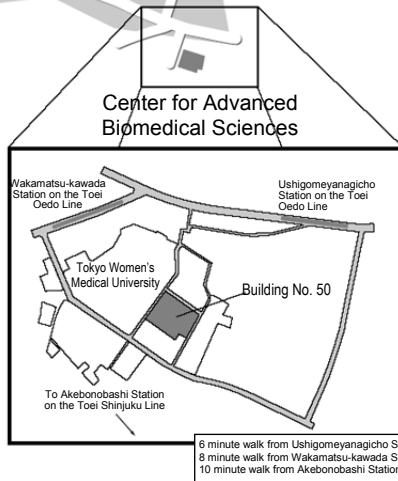 Center for Advanced
Biomedical Sciences
Wakamatsu-kawada
Station on the Toei
Oedo Line
Ushigomeyanagicho
Station on the Toei
Oedo Line
Tokyo Women's
Medical University
Building No. 50
To Akebonobashi Station
on the Toei Shinjuku Line
6 minute walk from Ushigomeyanagicho S
8 minute walk from Wakamatsu-kawada S
10 minute walk from Akebonobashi Station